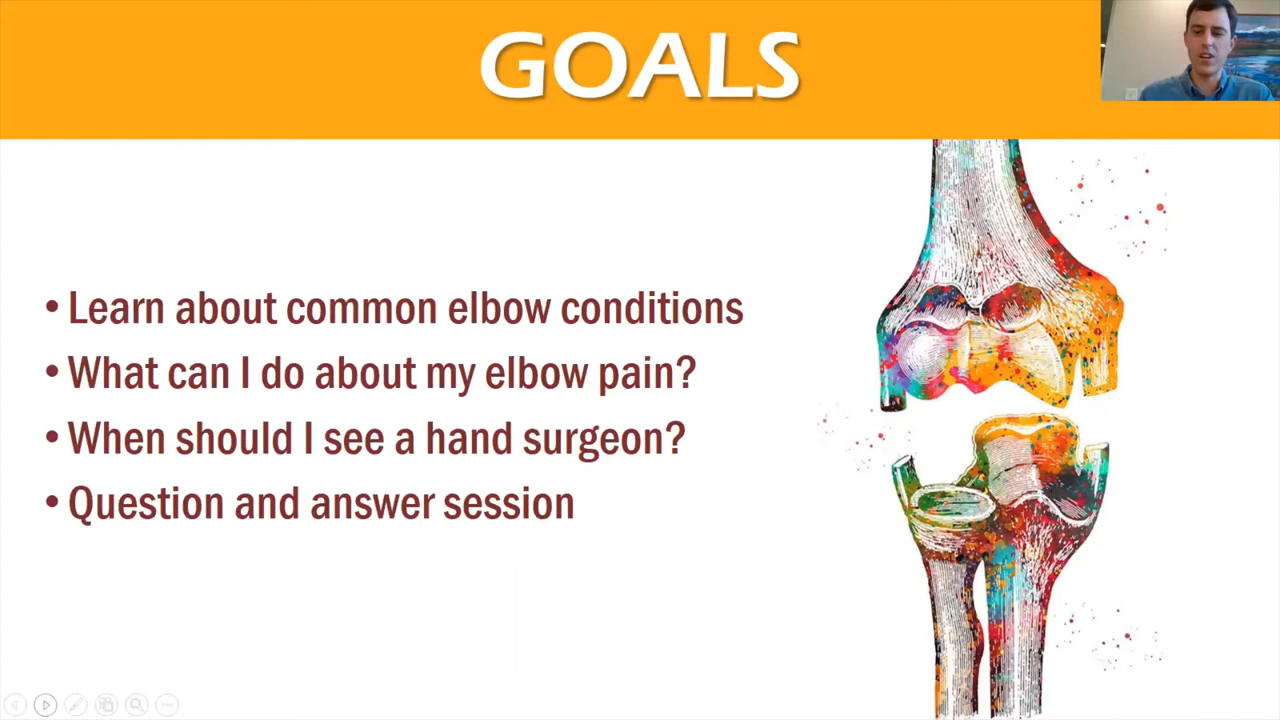 GOALS
• Learn about common elbow conditions
• What can I do about my elbow pain?
• When should I see a hand surgeon?
• Question and answer session